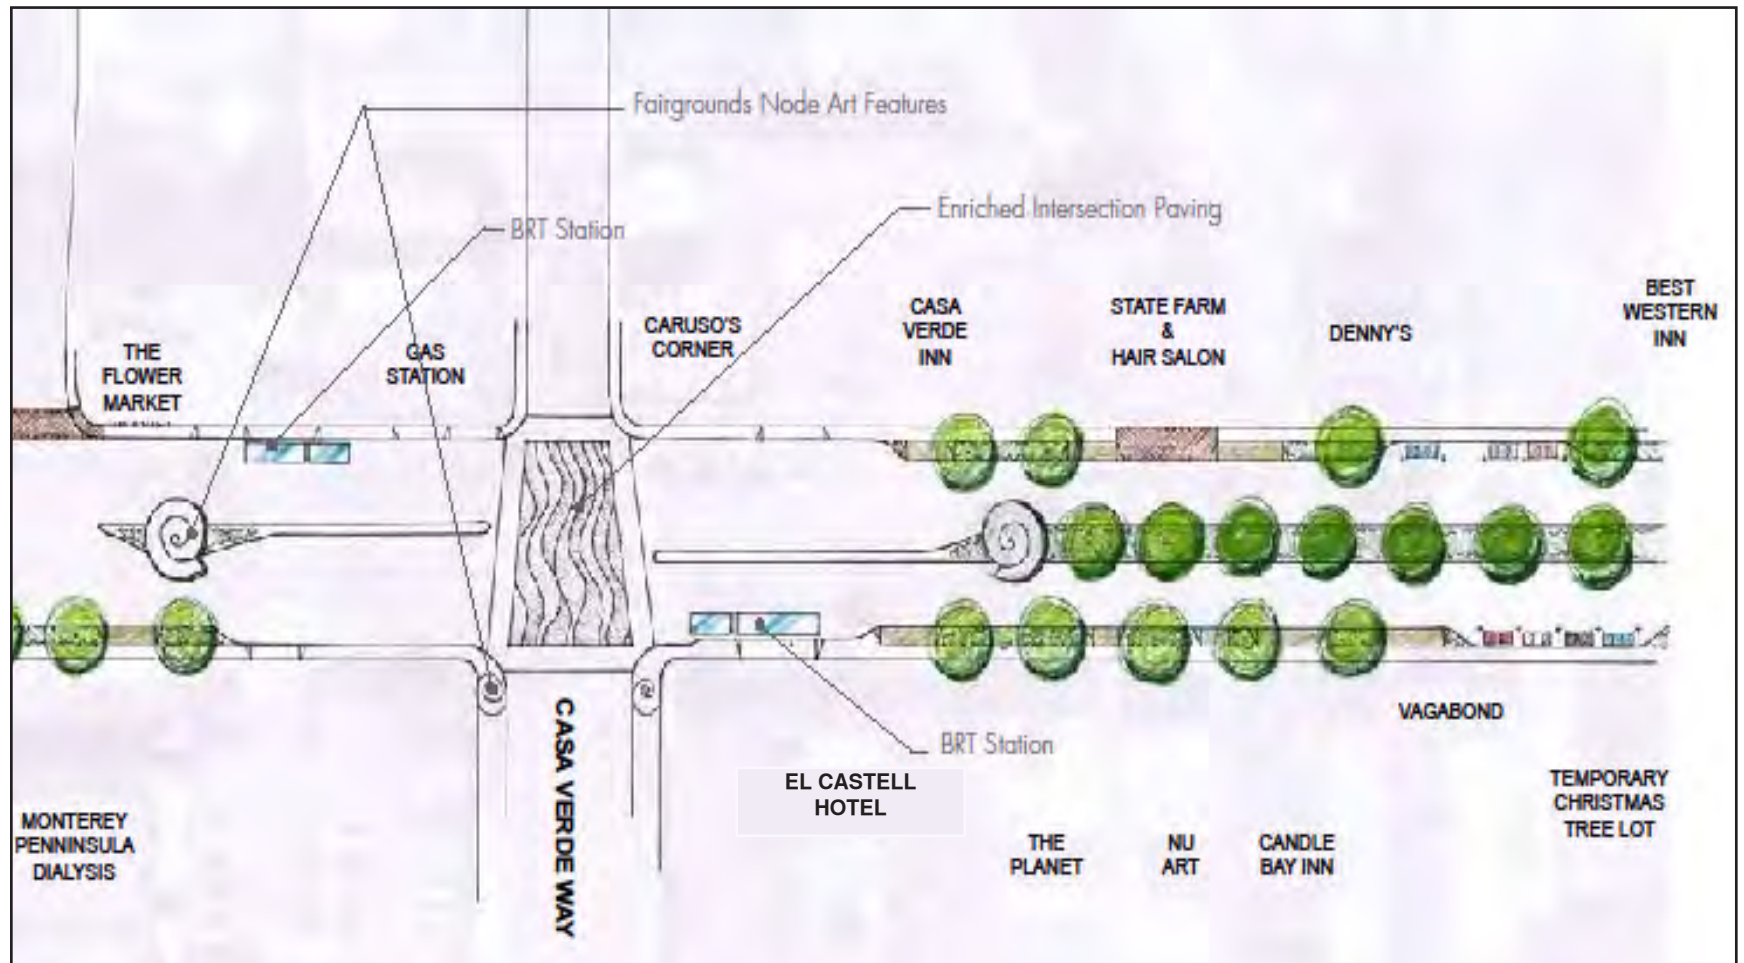 Fairgrounds Node Art Features
Enriched Intersection Paving
BRT Station
THE
FLOWER
MARKET
GAS
STATION
CARUSO'S
CORNER
CASA
VERDE
INN
STATE FARM
&
HAIR SALON
DENNY'S
BEST
WESTERN
INN
CASA VERDE WAY
BRT Station
EL CASTELL
HOTEL
VAGABOND
MONTEREY
PENNINSULA
DIALYSIS
THE
PLANET
NU
ART
CANDLE
BAY INN
TEMPORARY
CHRISTMAS
TREE LOT